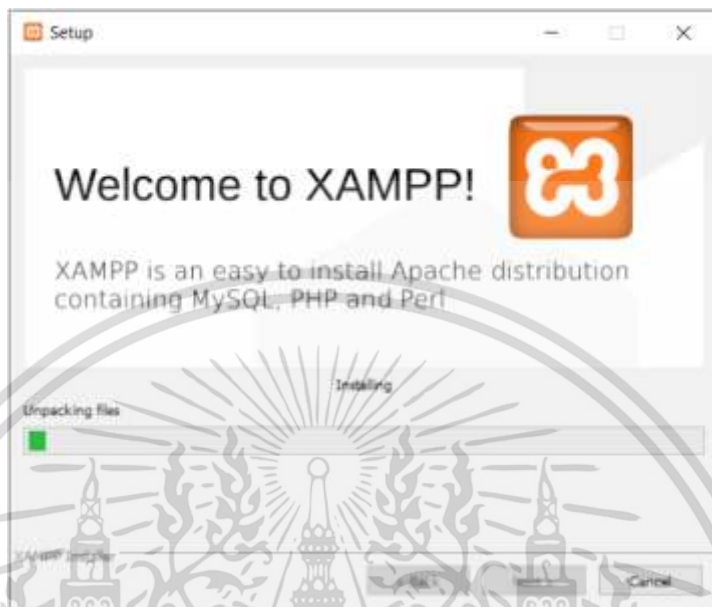 Setup
Welcome to XAMPP!
XAMPP is an easy to install Apache distribution
containing MySQL, PHP and Perl
Installing
Unpacking files
XAMPP Installer
Cancel